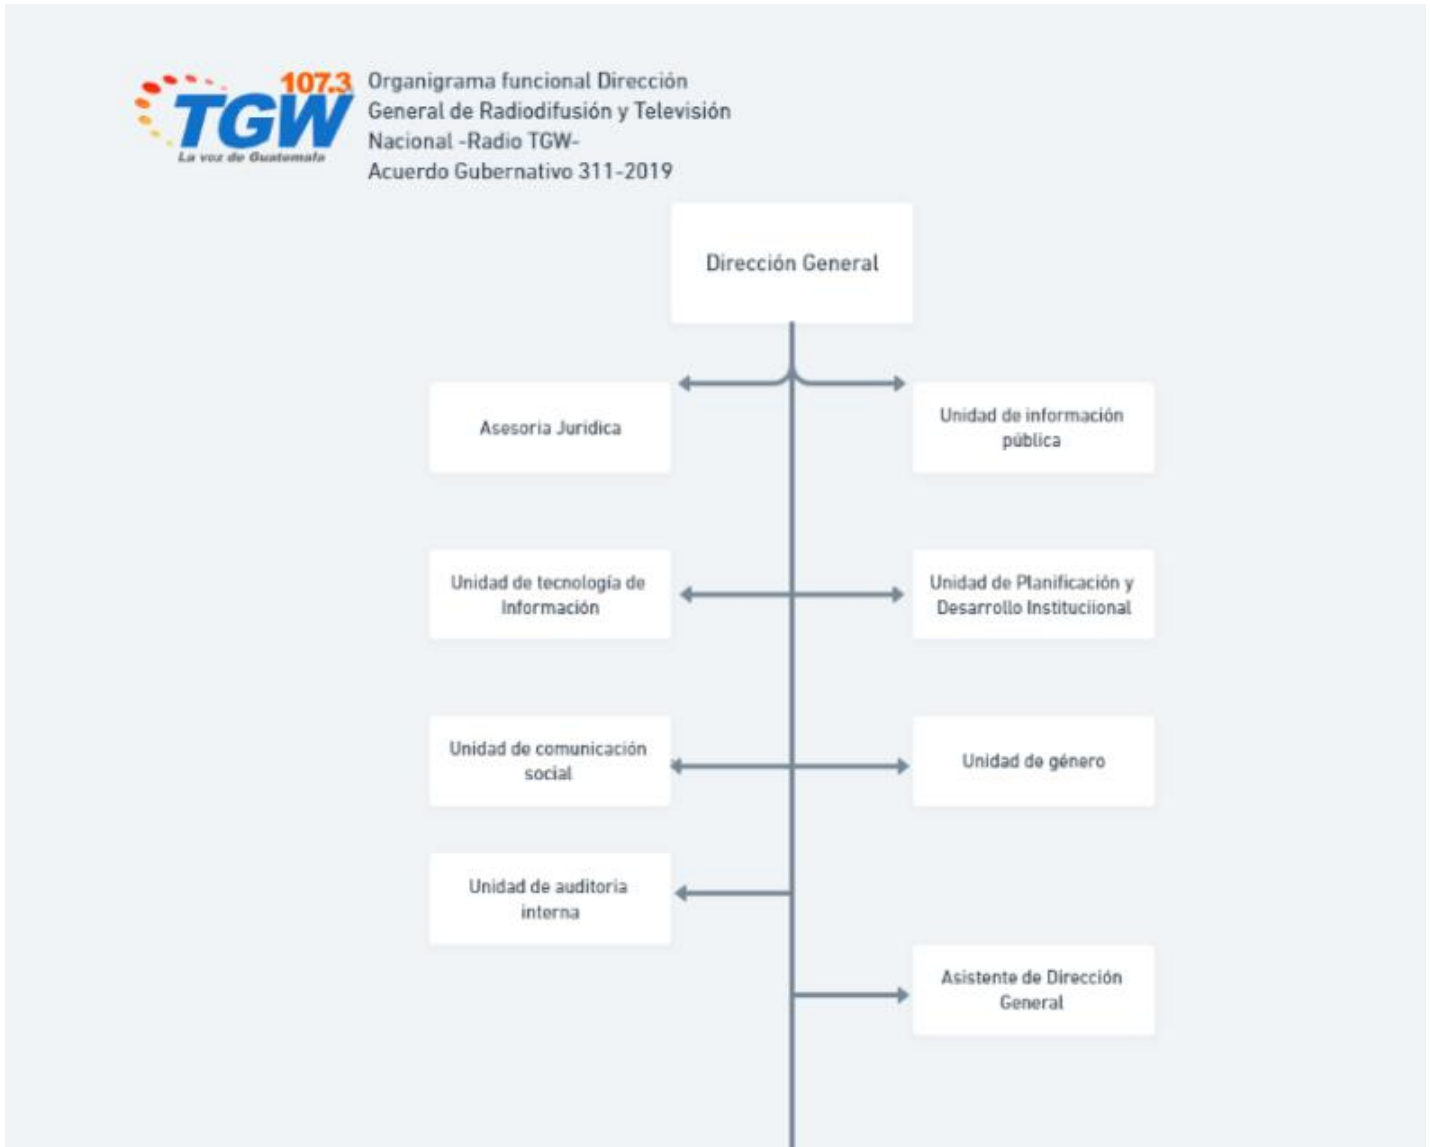 107.3
TGW
La voz de Guatemala
Organigrama funcional Dirección
General de Radiodifusión y Televisión
Nacional -Radio TGW-
Acuerdo Gubernativo 311-2019
Dirección General
Asesoria Juridica
Unidad de información
pública
Unidad de tecnología de
Información
Unidad de Planificación y
Desarrollo Instituciional
Unidad de comunicación
social
Unidad de género
Unidad de auditoria
interna
Asistente de Dirección
General